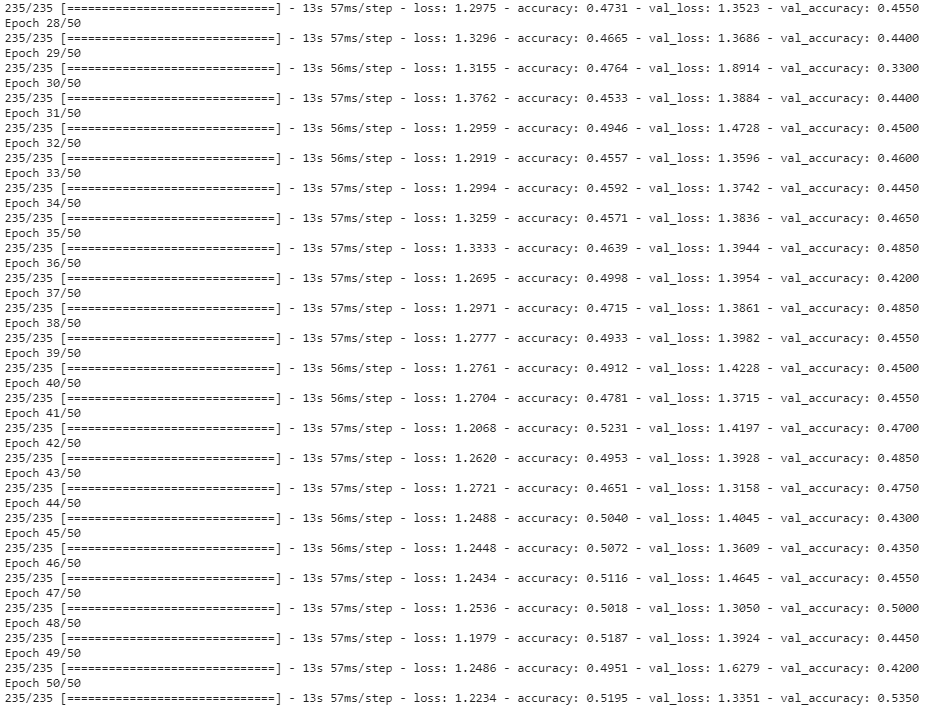 235/235 [==============================] - 13s 57ms/step - loss: 1.2975 - accuracy: 0.4731 - val_loss: 1.3523 - val_accuracy: 0.4550
Epoch 28/50
235/235 [==============================] - 13s 57ms/step - loss: 1.3296 - accuracy: 0.4665 - val_loss: 1.3686 - val_accuracy: 0.4400
Epoch 29/50
235/235 [==============================] - 13s 56ms/step - loss: 1.3155 - accuracy: 0.4764 - val_loss: 1.8914 - val_accuracy: 0.3300
Epoch 30/50
235/235 [==============================] - 13s 57ms/step - loss: 1.3762 - accuracy: 0.4533 - val_loss: 1.3884 - val_accuracy: 0.4400
Epoch 31/50
235/235 [==============================] - 13s 56ms/step - loss: 1.2959 - accuracy: 0.4946 - val_loss: 1.4728 - val_accuracy: 0.4500
Epoch 32/50
235/235 [==============================] - 13s 56ms/step - loss: 1.2919 - accuracy: 0.4557 - val_loss: 1.3596 - val_accuracy: 0.4600
Epoch 33/50
235/235 [==============================] - 13s 57ms/step - loss: 1.2994 - accuracy: 0.4592 - val_loss: 1.3742 - val_accuracy: 0.4450
Epoch 34/50
235/235 [==============================] - 13s 57ms/step - loss: 1.3259 - accuracy: 0.4571 - val_loss: 1.3836 - val_accuracy: 0.4650
Epoch 35/50
235/235 [==============================] - 13s 56ms/step - loss: 1.3333 - accuracy: 0.4639 - val_loss: 1.3944 - val_accuracy: 0.4850
Epoch 36/50
235/235 [==============================] - 13s 57ms/step - loss: 1.2695 - accuracy: 0.4998 - val_loss: 1.3954 - val_accuracy: 0.4200
Epoch 37/50
235/235 [==============================] - 13s 57ms/step - loss: 1.2971 - accuracy: 0.4715 - val_loss: 1.3861 - val_accuracy: 0.4850
Epoch 38/50
235/235 [==============================] - 13s 57ms/step - loss: 1.2777 - accuracy: 0.4933 - val_loss: 1.3982 - val_accuracy: 0.4550
Epoch 39/50
235/235 [==============================] - 13s 56ms/step - loss: 1.2761 - accuracy: 0.4912 - val_loss: 1.4228 - val_accuracy: 0.4500
Epoch 40/50
235/235 [==============================] - 13s 56ms/step - loss: 1.2704 - accuracy: 0.4781 - val_loss: 1.3715 - val_accuracy: 0.4550
Epoch 41/50
235/235 [==============================] - 13s 57ms/step - loss: 1.2068 - accuracy: 0.5231 - val_loss: 1.4197 - val_accuracy: 0.4700
Epoch 42/50
235/235 [==============================] - 13s 57ms/step - loss: 1.2620 - accuracy: 0.4953 - val_loss: 1.3928 - val_accuracy: 0.4850
Epoch 43/50
235/235 [==============================] - 13s 57ms/step - loss: 1.2721 - accuracy: 0.4651 - val_loss: 1.3158 - val_accuracy: 0.4750
Epoch 44/50
235/235 [==============================] - 13s 56ms/step - loss: 1.2488 - accuracy: 0.5040 - val_loss: 1.4045 - val_accuracy: 0.4300
Epoch 45/50
235/235 [==============================] - 13s 56ms/step - loss: 1.2448 - accuracy: 0.5072 - val_loss: 1.3609 - val_accuracy: 0.4350
Epoch 46/50
235/235 [==============================] - 13s 57ms/step - loss: 1.2434 - accuracy: 0.5116 - val_loss: 1.4645 - val_accuracy: 0.4550
Epoch 47/50
235/235 [==============================] - 13s 57ms/step - loss: 1.2536 - accuracy: 0.5018 - val_loss: 1.3050 - val_accuracy: 0.5000
Epoch 48/50
235/235 [==============================] - 13s 57ms/step - loss: 1.1979 - accuracy: 0.5187 - val_loss: 1.3924 - val_accuracy: 0.4450
Epoch 49/50
235/235 [==============================] - 13s 57ms/step - loss: 1.2486 - accuracy: 0.4951 - val_loss: 1.6279 - val_accuracy: 0.4200
Epoch 50/50
235/235 [==============================] - 13s 57ms/step - loss: 1.2234 - accuracy: 0.5195 - val_loss: 1.3351 - val_accuracy: 0.5350